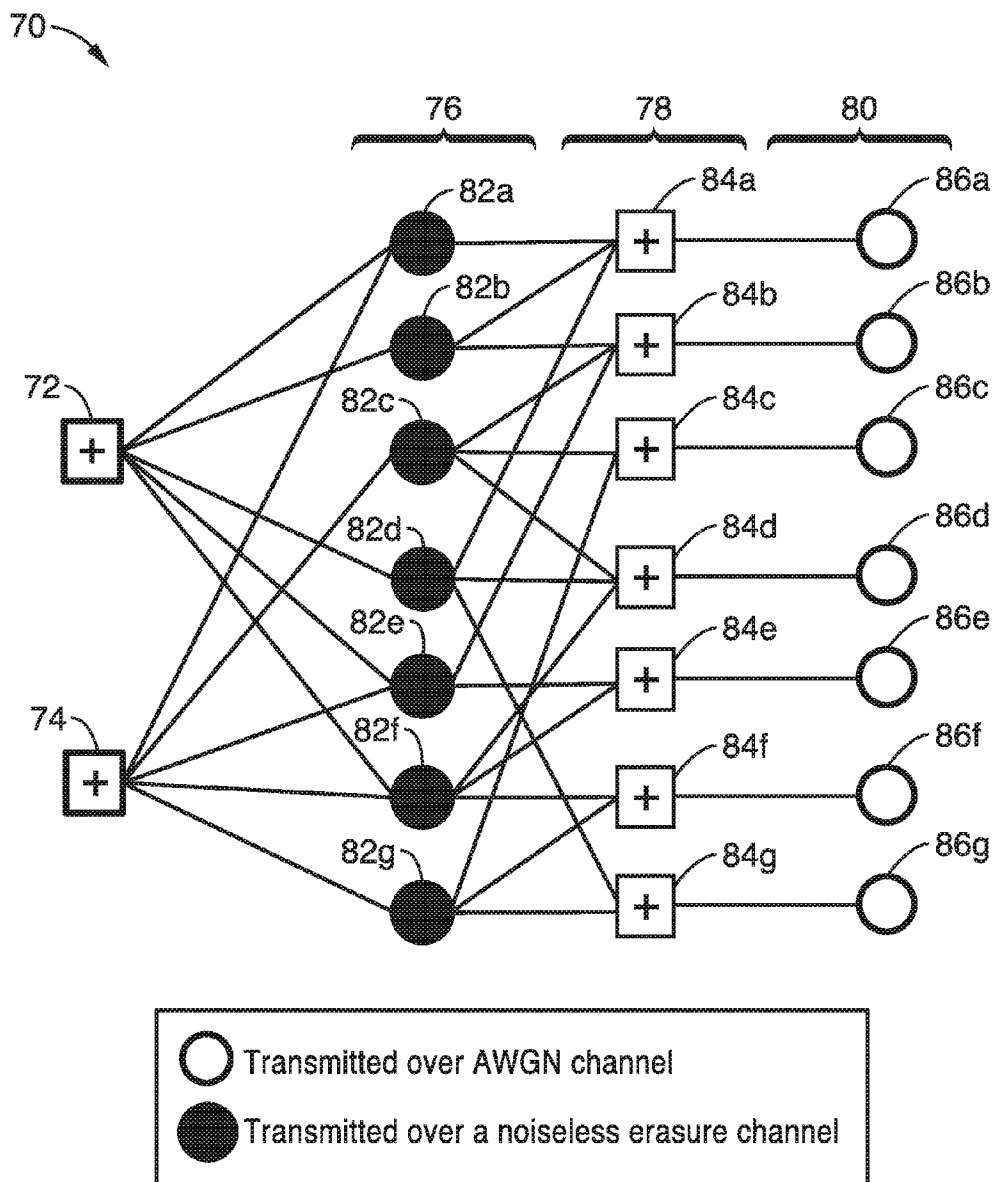 70
76 78 80
82a 84a 86a
82b 84b 86b
72 82c 84c 86c
+ + + +
82d 84d 86d
+
82e 84e 86e
+
74 82f 84f 86f
+ +
82g 84g 86g
+
Transmitted over AWGN channel
Transmitted over a noiseless erasure channel